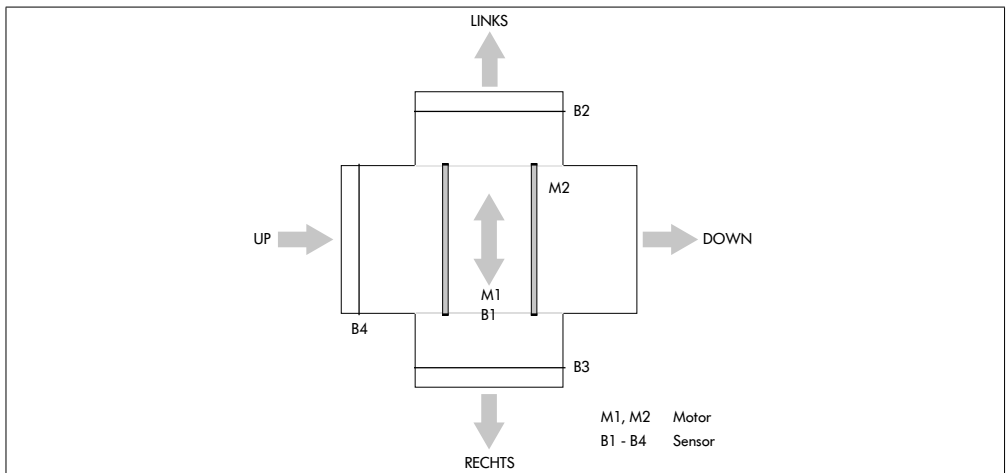 LINKS
B2
M2
UP
DOWN
M1
B1
B4
B3
M1, M2 Motor
B1 - B4 Sensor
RECHTS